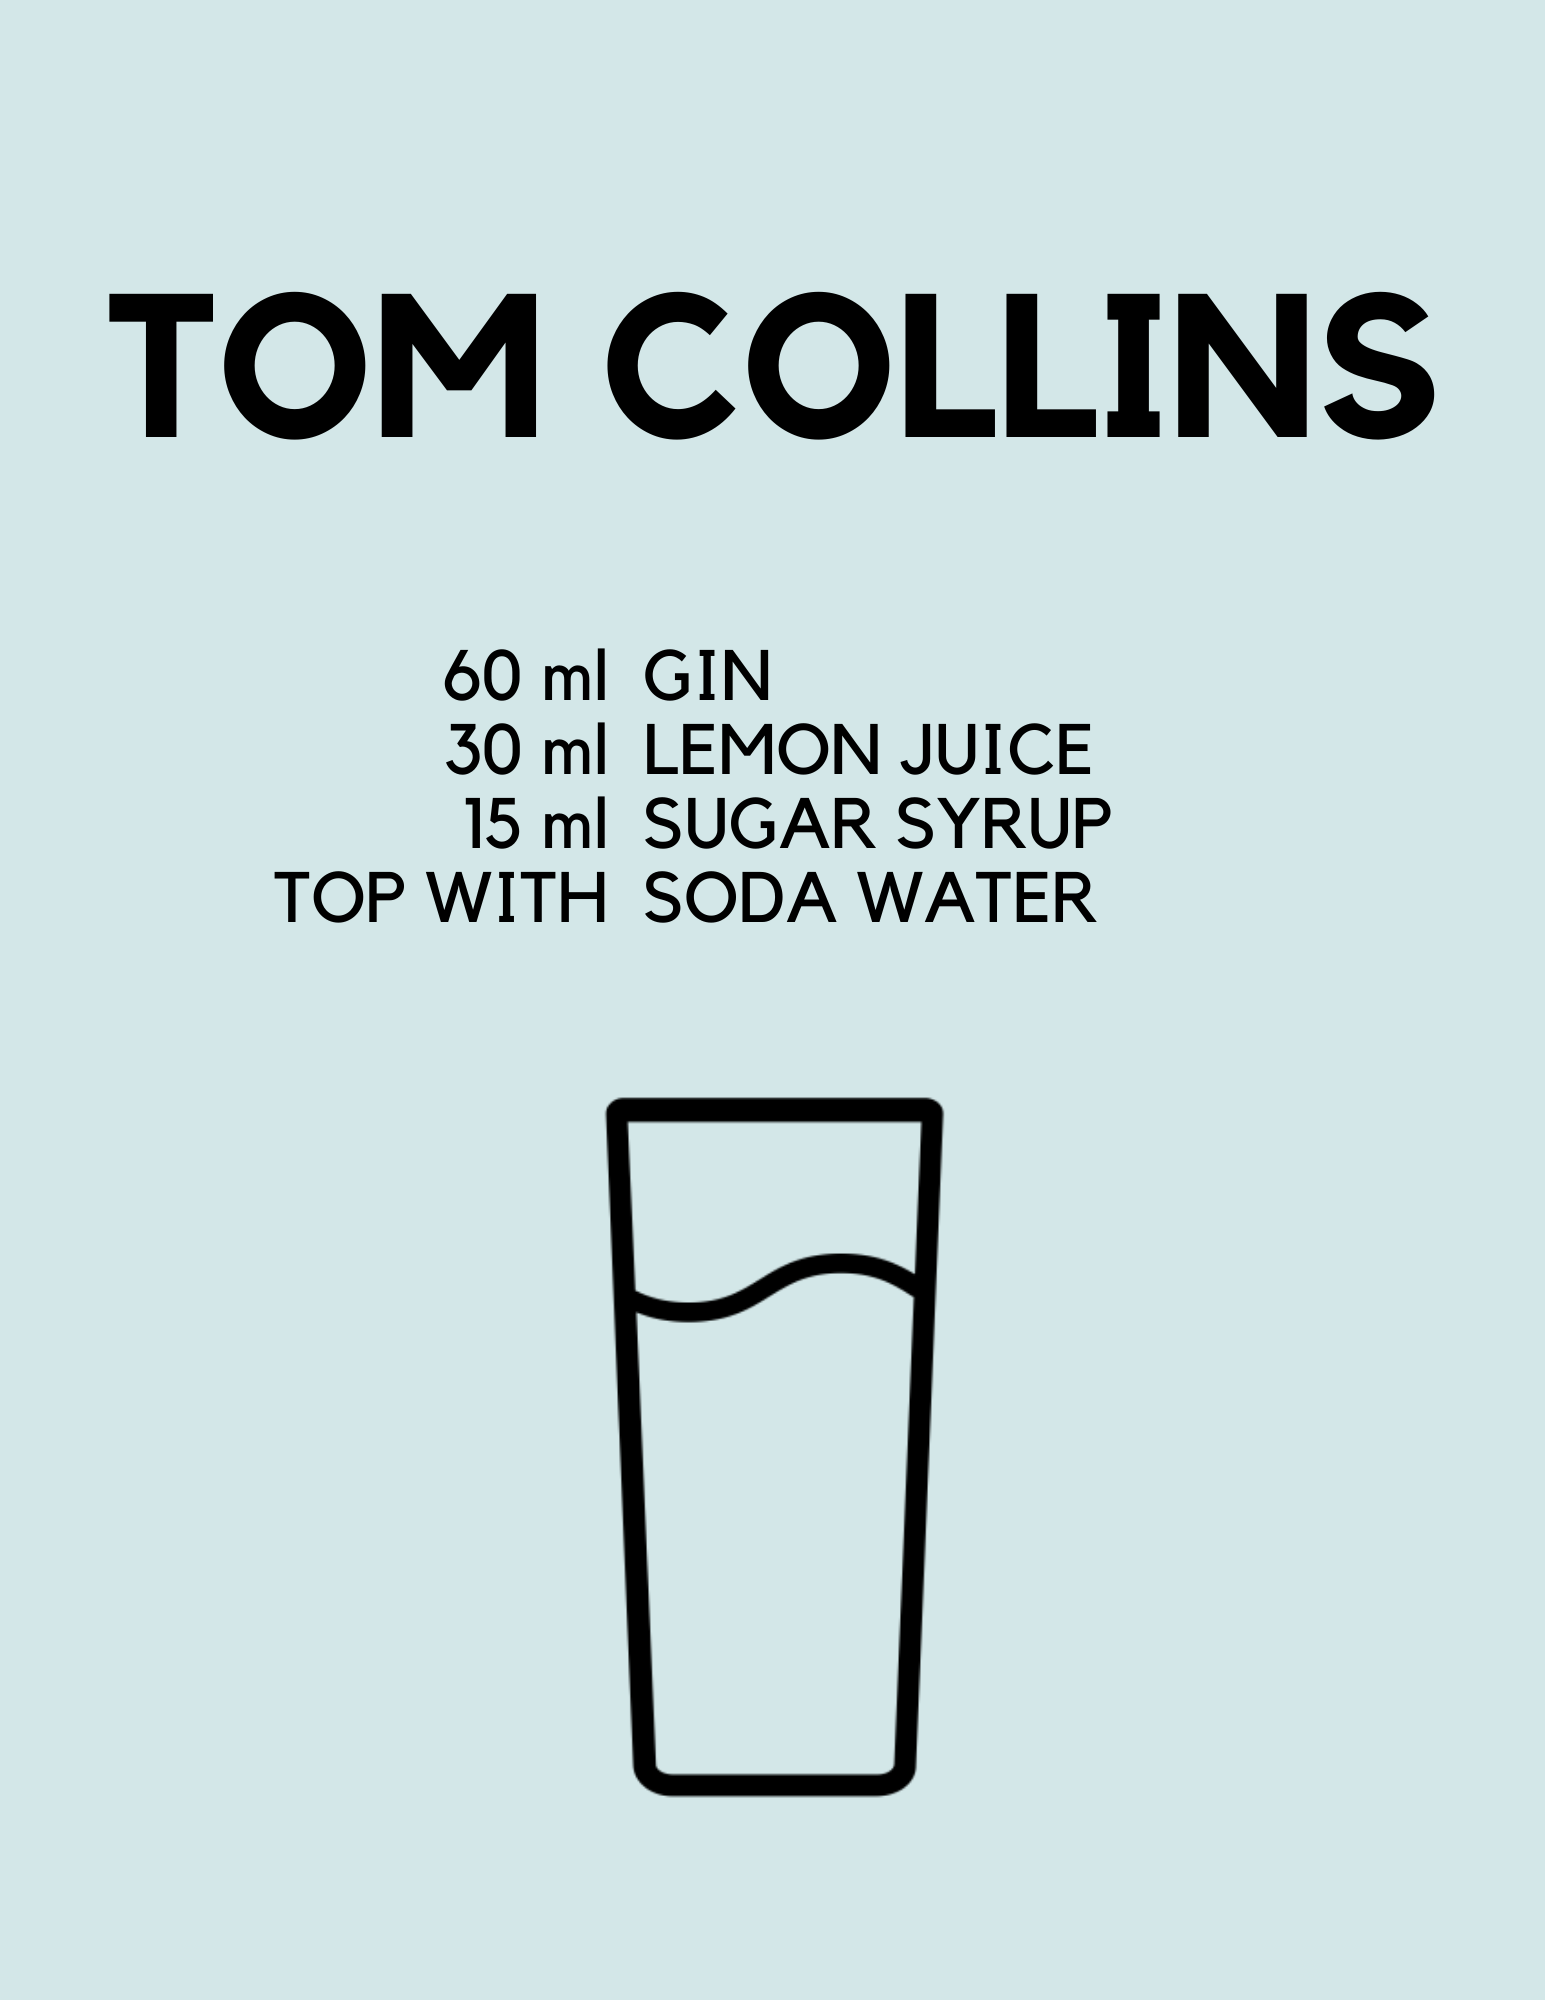 TOM COLLINS
60 ml GIN
30 ml LEMON JUICE
15 ml SUGAR SYRUP
TOP WITH SODA WATER